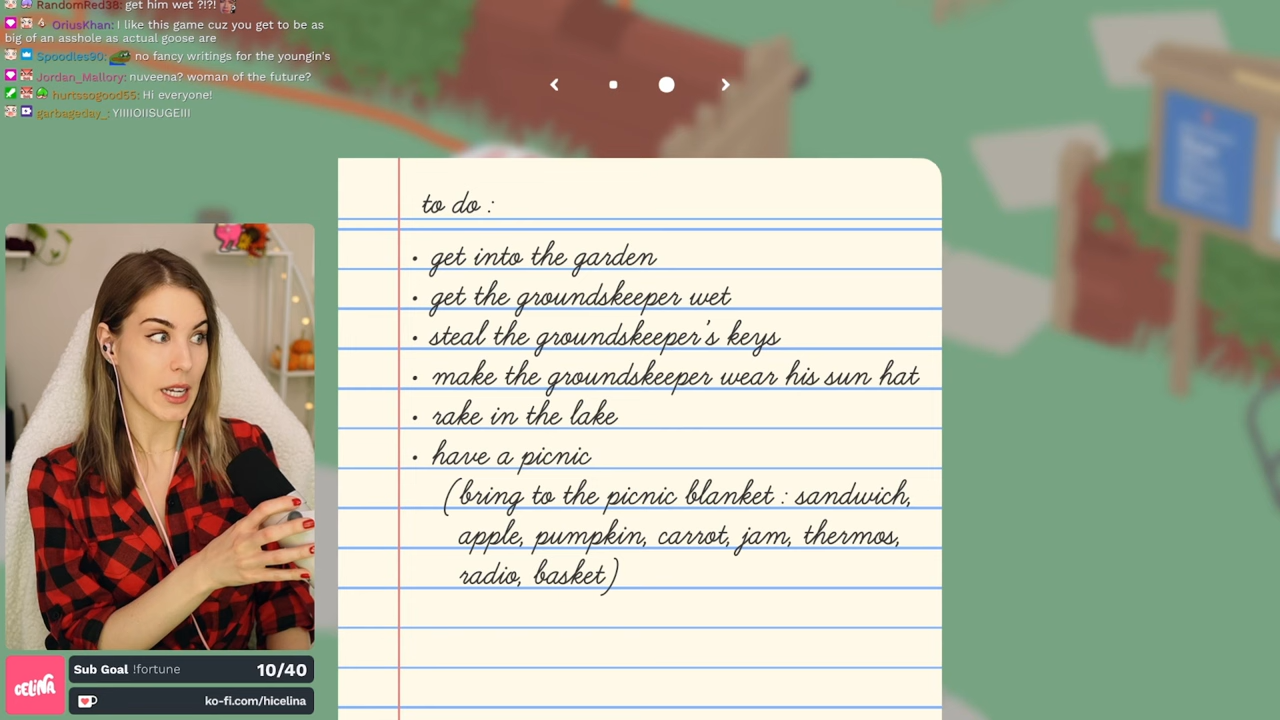 RandomRed38: get him wet ?!?!
OriusKhan: I like this game cuz you get to be as
big of an asshole as actual goose are
Spoodles90: no fancy writings for the youngin's
Jordan_Mallory: nuveena? woman of the future?
hurtssogood55: Hi everyone!
garbageday_: YIIIIOIISUGEIII
to do :
• get into the garden
• get the groundskeeper wet
• steal the groundskeeper's keys
• make the groundskeeper wear his sun hat
• rake in the lake
• have a picnic
(bring to the picnic blanket : sandwich,
apple, pumpkin, carrot, jam, thermos,
radio, basket)
CELINA
Sub Goal !fortune 10/40
ko-fi.com/hicelina